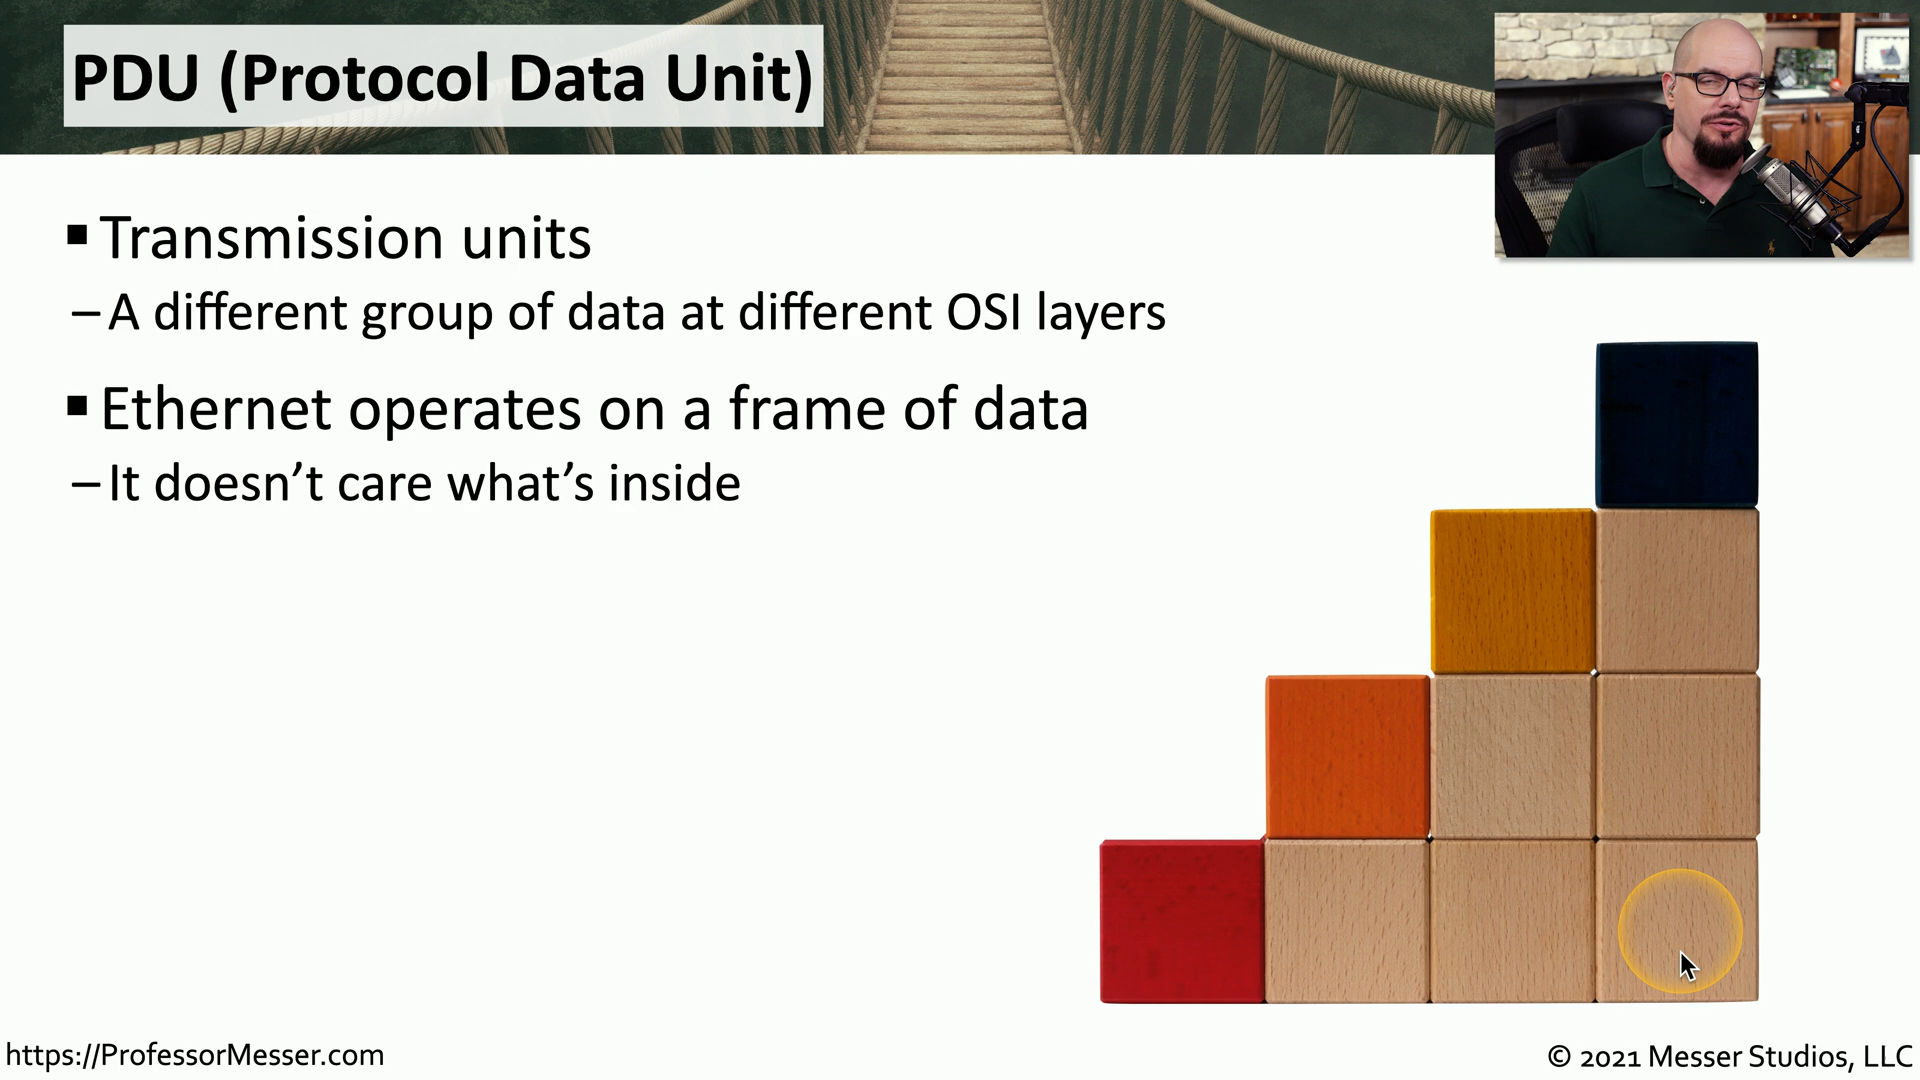 PDU (Protocol Data Unit)
▪ Transmission units
– A different group of data at different OSI layers
▪ Ethernet operates on a frame of data
– It doesn’t care what’s inside
https://ProfessorMesser.com
© 2021 Messer Studios, LLC